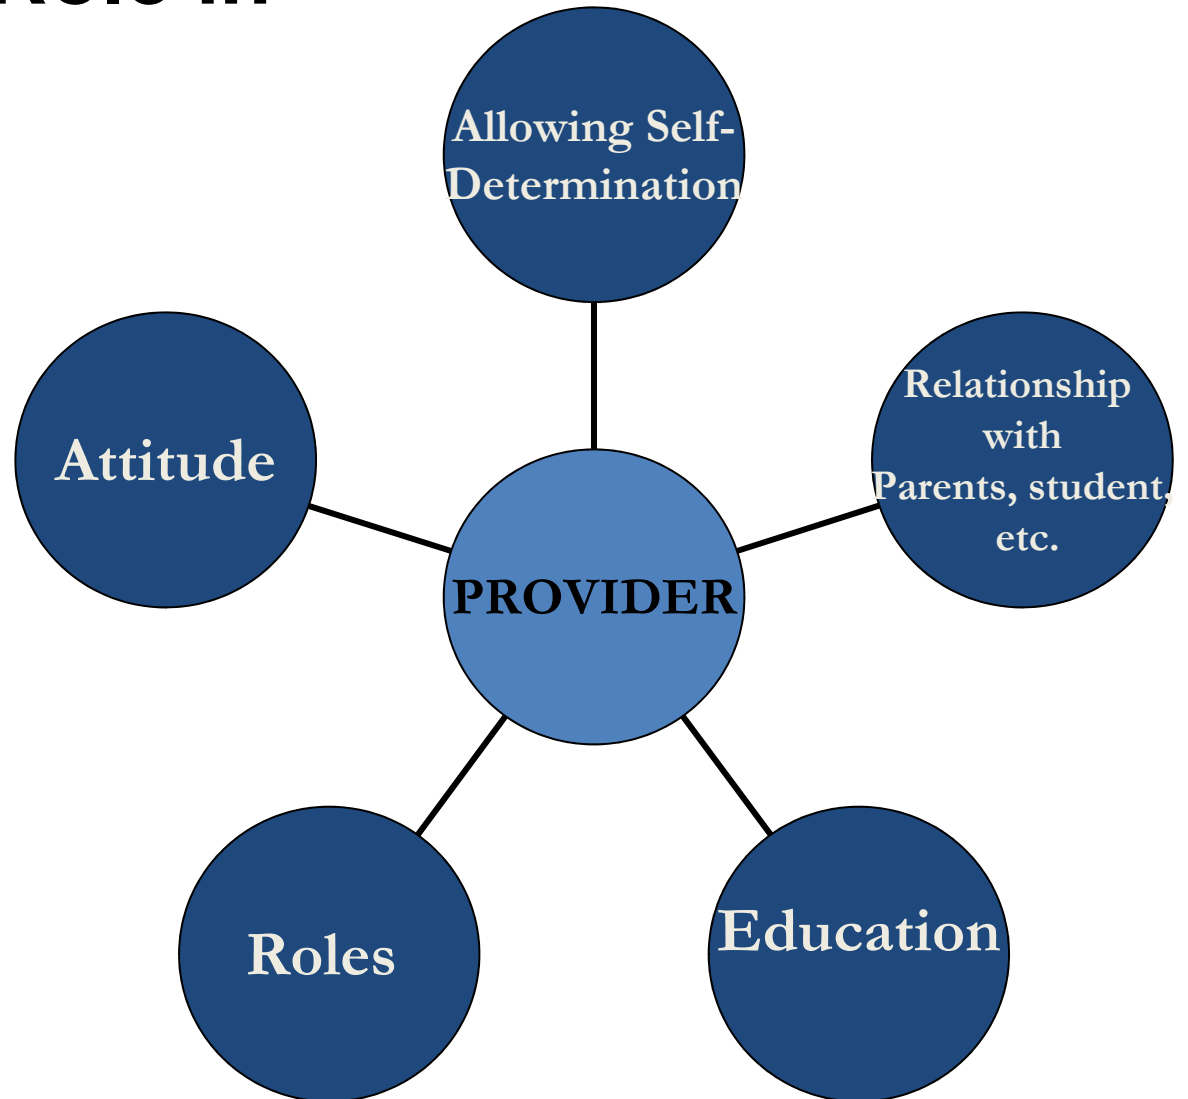 Allowing Self-
Determination
Attitude
Relationship
with
Parents, student,
etc.
PROVIDER
Roles
Education